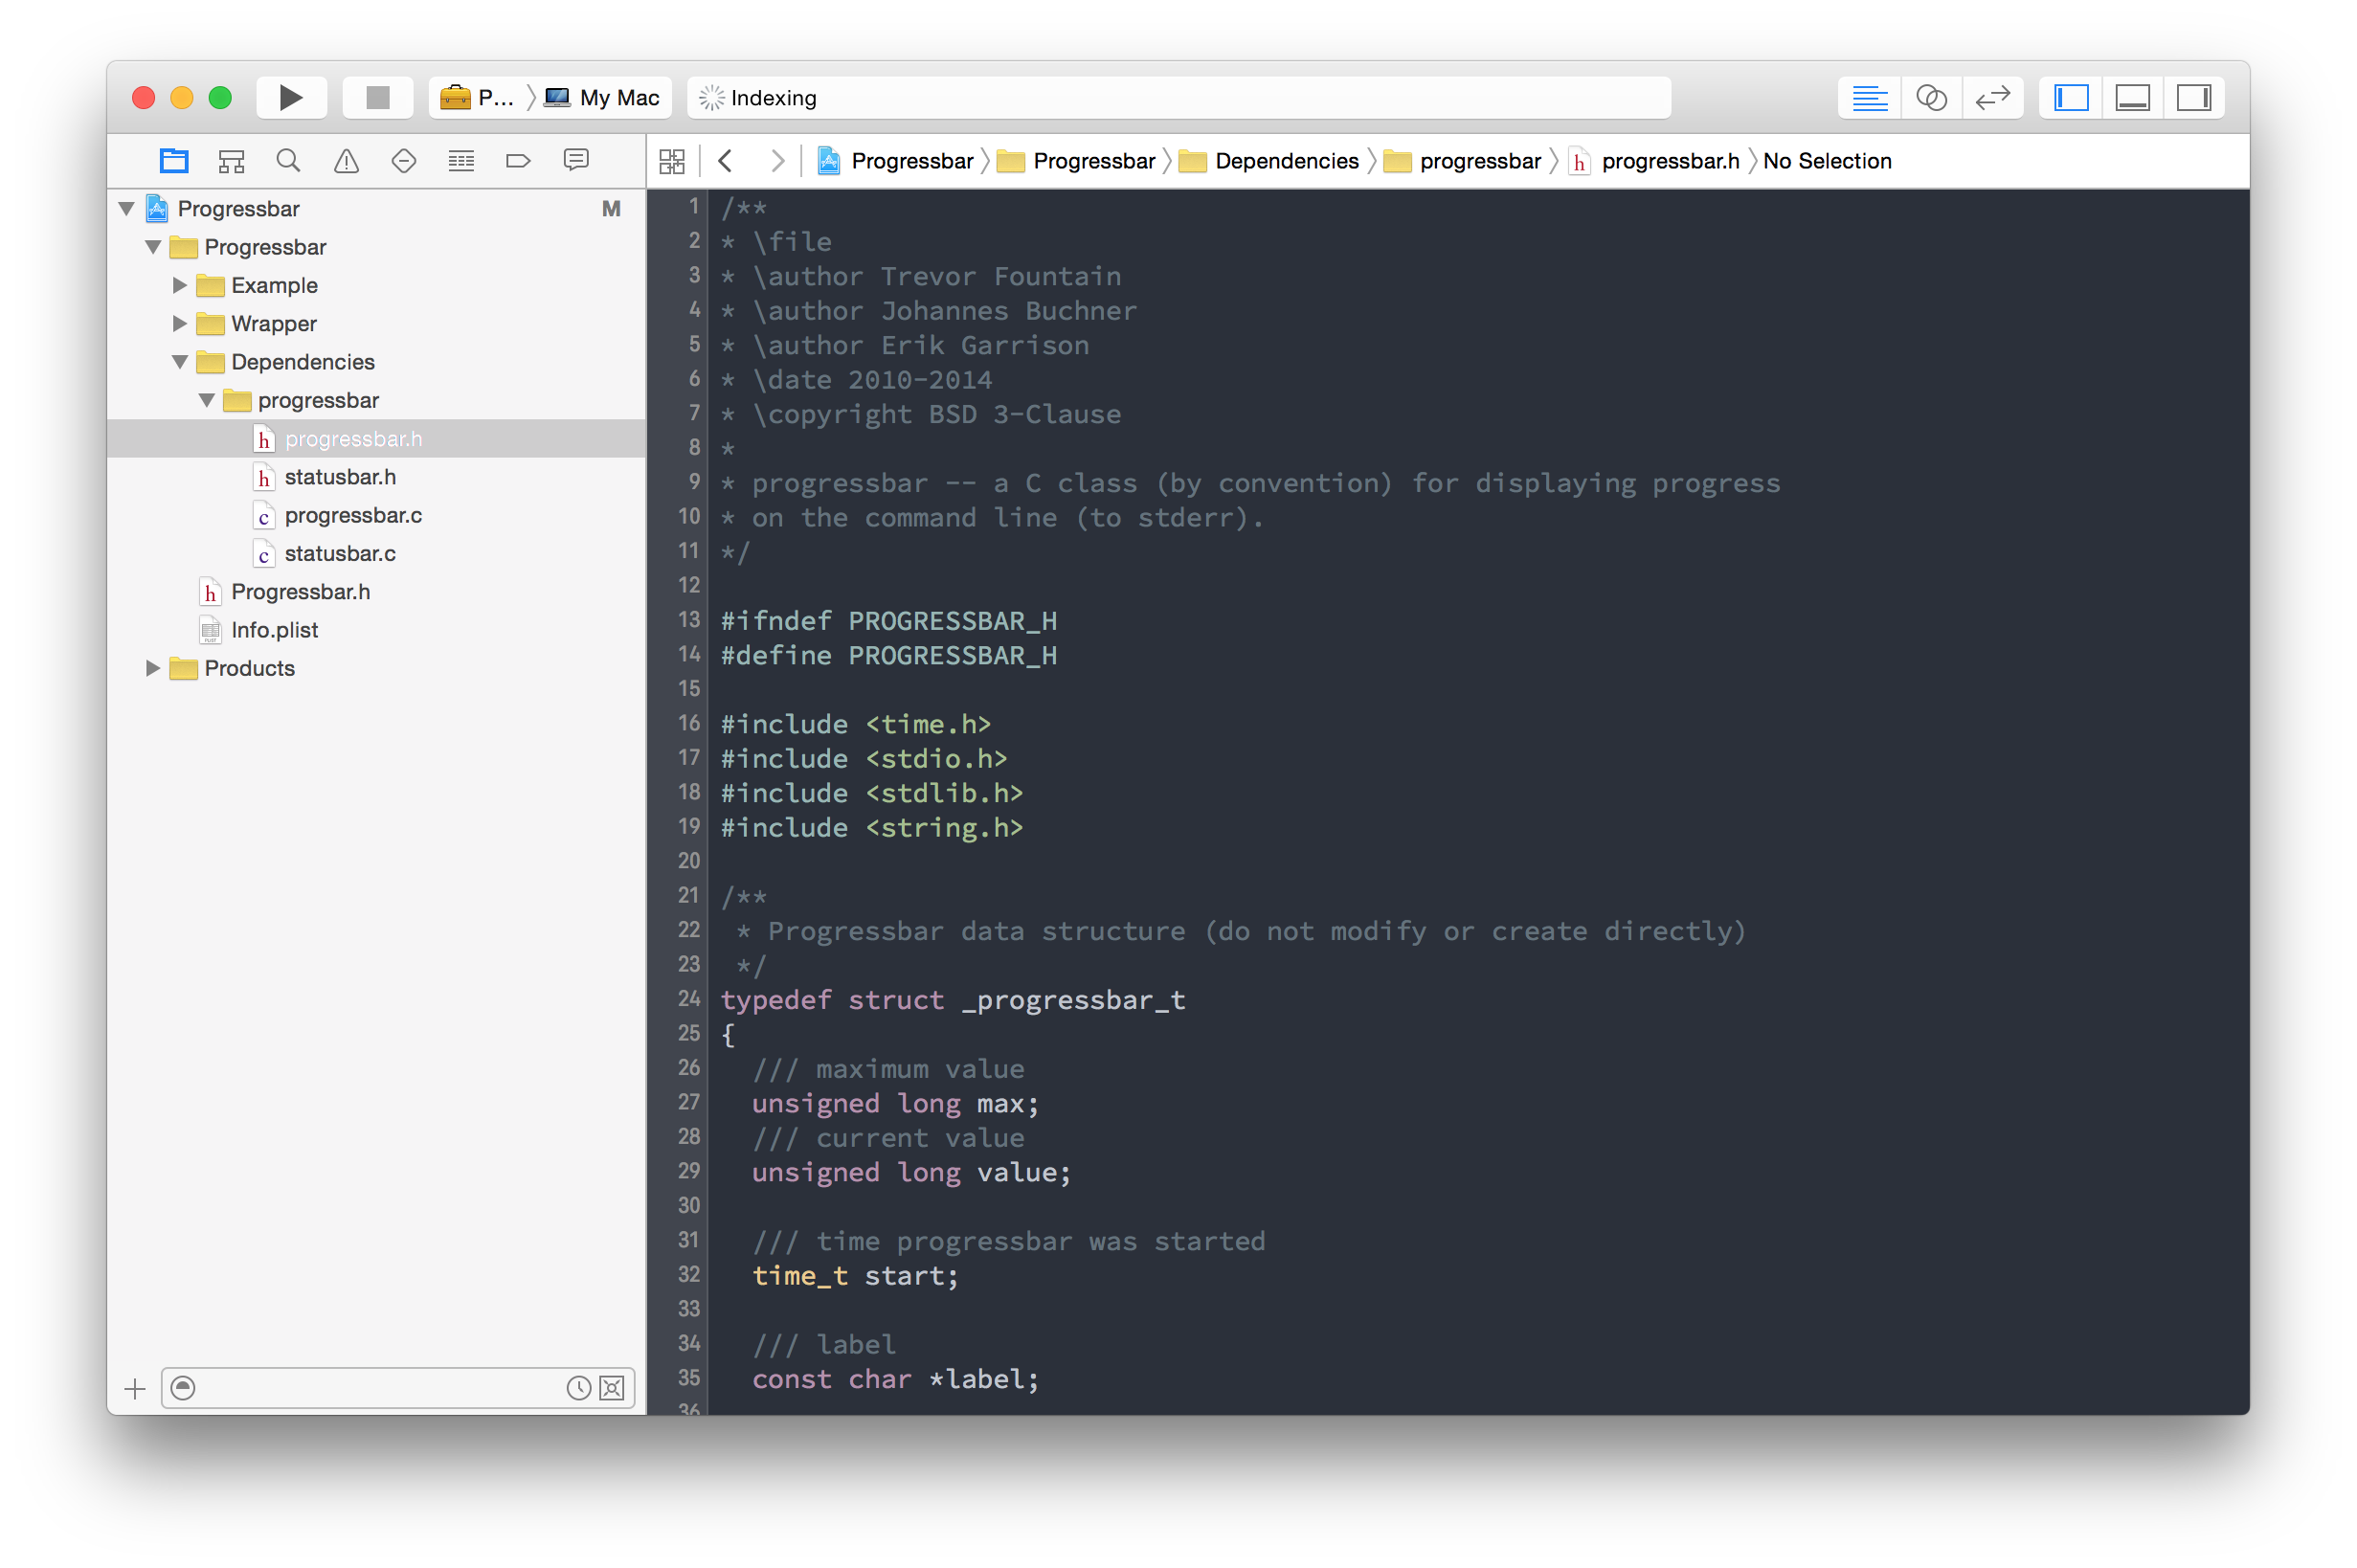 P... My Mac Indexing
Progressbar Progressbar Dependencies progressbar h progressbar.h No Selection
Progressbar M
Progressbar
Example
Wrapper
Dependencies
progressbar
h progressbar.h
h statusbar.h
c progressbar.c
c statusbar.c
h Progressbar.h
Info.plist
Products
1 /**
2 * \file
3 * \author Trevor Fountain
4 * \author Johannes Buchner
5 * \author Erik Garrison
6 * \date 2010-2014
7 * \copyright BSD 3-Clause
8 *
9 * progressbar -- a C class (by convention) for displaying progress
10 * on the command line (to stderr).
11 */
12
13 #ifndef PROGRESSBAR_H
14 #define PROGRESSBAR_H
15
16 #include <time.h>
17 #include <stdio.h>
18 #include <stdlib.h>
19 #include <string.h>
20
21 /**
22  * Progressbar data structure (do not modify or create directly)
23  */
24 typedef struct _progressbar_t
25 {
26   /// maximum value
27   unsigned long max;
28   /// current value
29   unsigned long value;
30
31   /// time progressbar was started
32   time_t start;
33
34   /// label
35   const char *label;
36